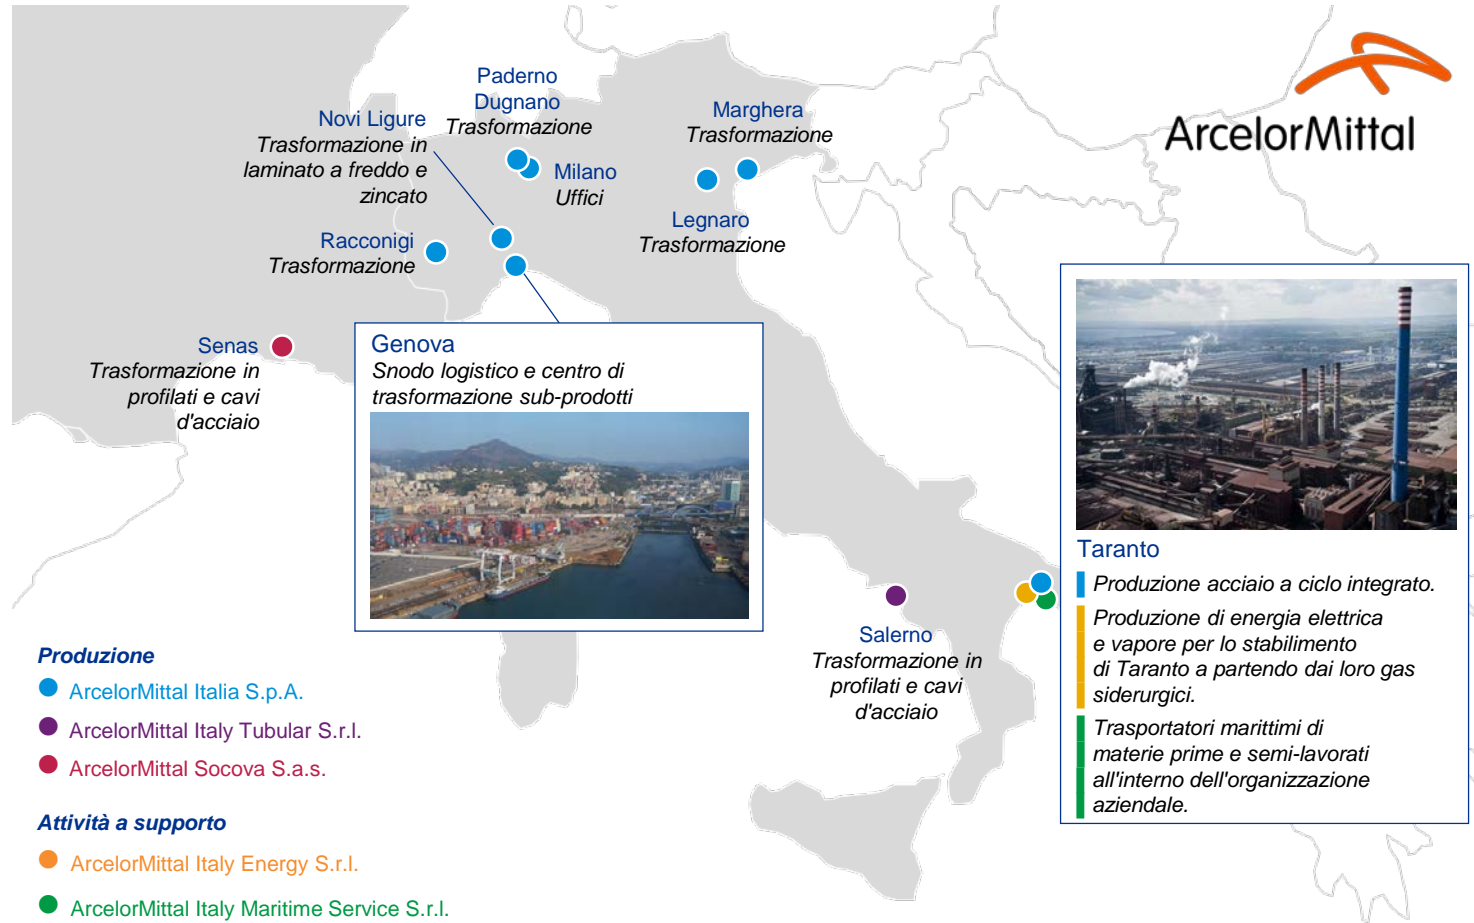 ArcelorMittal
Paderno
Dugnano
Trasformazione
Novi Ligure
Trasformazione in
laminato a freddo e
zincato
Milano
Uffici
Marghera
Trasformazione
Legnaro
Trasformazione
Racconigi
Trasformazione
Senas
Trasformazione in
profilati e cavi
d'acciaio
Genova
Snodo logistico e centro di
trasformazione sub-prodotti
Salerno
Trasformazione in
profilati e cavi
d'acciaio
Taranto
Produzione acciaio a ciclo integrato.
Produzione di energia elettrica
e vapore per lo stabilimento
di Taranto a partendo dai loro gas
siderurgici.
Trasportatori marittimi di
materie prime e semi-lavorati
all'interno dell'organizzazione
aziendale.
Produzione
ArcelorMittal Italia S.p.A.
ArcelorMittal Italy Tubular S.r.l.
ArcelorMittal Socova S.a.s.
Attività a supporto
ArcelorMittal Italy Energy S.r.l.
ArcelorMittal Italy Maritime Service S.r.l.